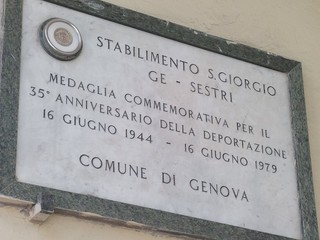 STABILIMENTO S.GIORGIO
GE - SESTRI
MEDAGLIA COMMEMORATIVA PER IL
35° ANNIVERSARIO DELLA DEPORTAZIONE
16 GIUGNO 1944 - 16 GIUGNO 1979
COMUNE DI GENOVA